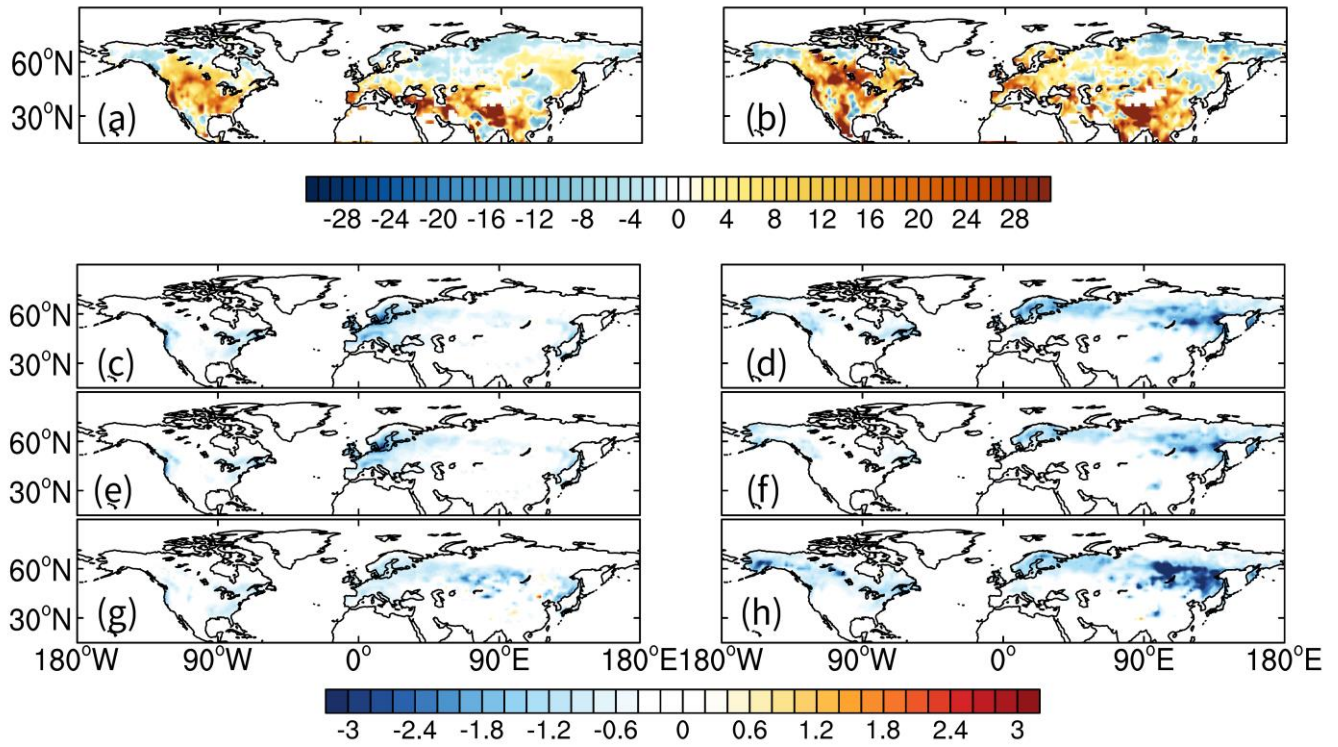 60°N
30°N
(a)
(b)
-28 -24 -20 -16 -12 -8 -4 0 4 8 12 16 20 24 28
60°N
30°N
(c)
(d)
60°N
30°N
(e)
(f)
60°N
30°N
(g)
(h)
180°W 90°W 0° 90°E 180°E 180°W 90°W 0° 90°E 180°E
-3 -2.4 -1.8 -1.2 -0.6 0 0.6 1.2 1.8 2.4 3